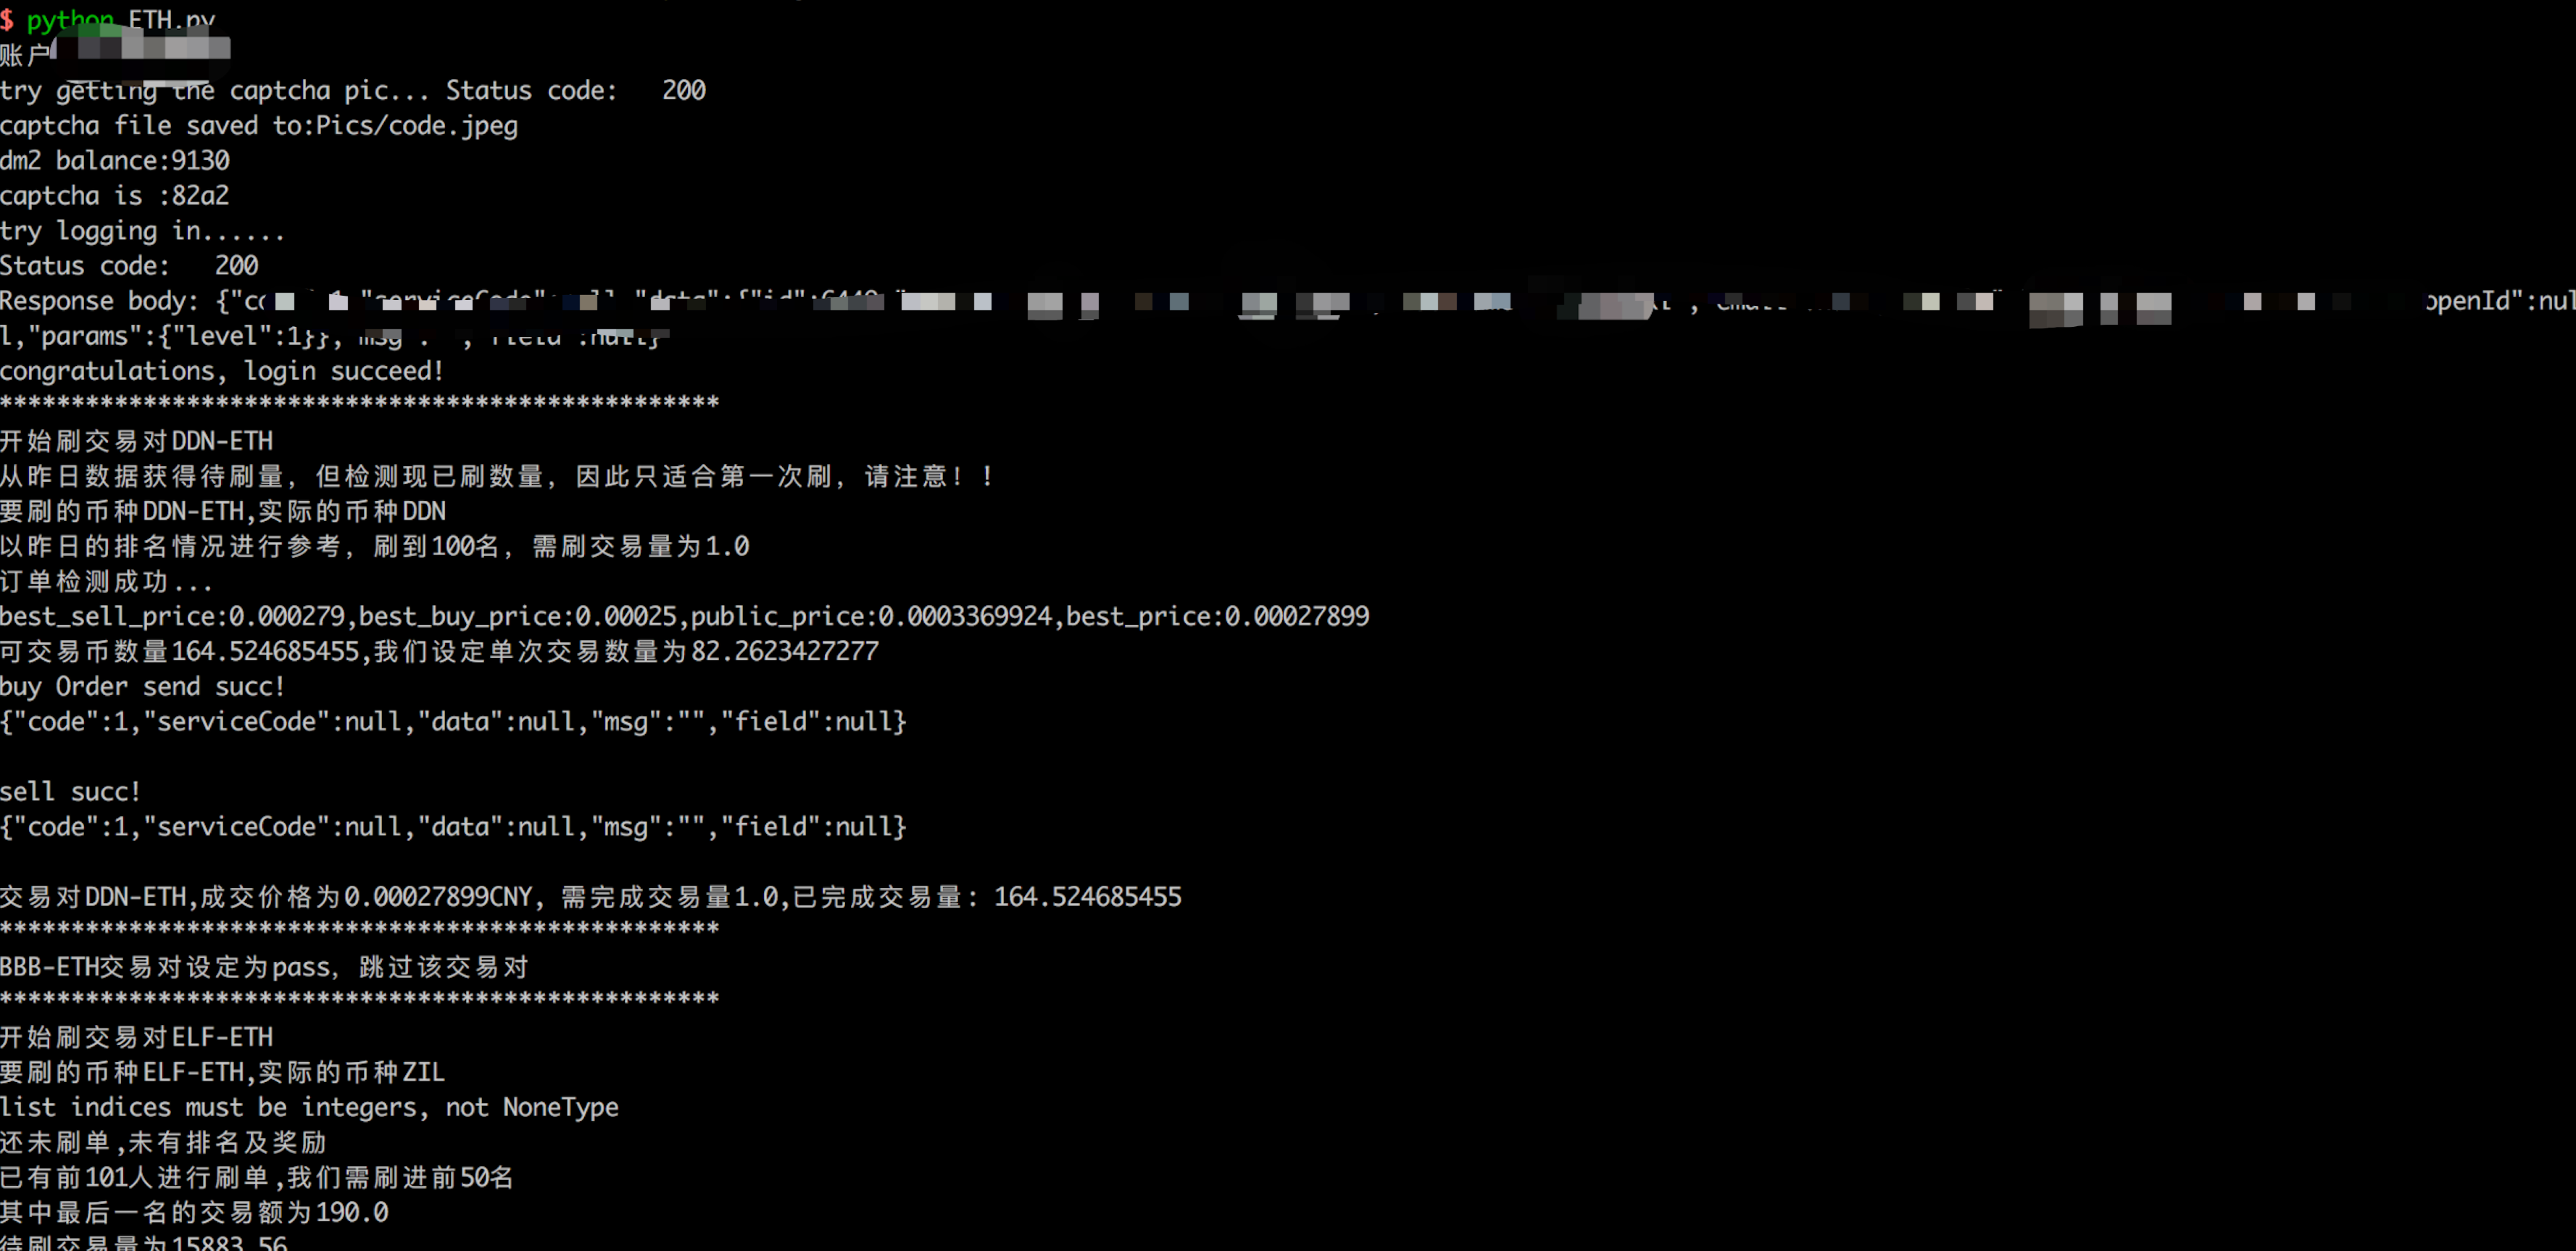 $ python ETH.py
账户
try getting the captcha pic... Status code:   200
captcha file saved to:Pics/code.jpeg
dm2 balance:9130
captcha is :82a2
try logging in......
Status code:   200
Response body: {"co "serviceCode" "data":{"id": openId":nul
l,"params":{"level":1}}, msg : , field :null}
congratulations, login succeed!
**************************************************
开始刷交易对DDN-ETH
从昨日数据获得待刷量，但检测现已刷数量，因此只适合第一次刷，请注意！！
要刷的币种DDN-ETH,实际的币种DDN
以昨日的排名情况进行参考，刷到100名，需刷交易量为1.0
订单检测成功...
best_sell_price:0.000279,best_buy_price:0.00025,public_price:0.0003369924,best_price:0.00027899
可交易币数量164.524685455,我们设定单次交易数量为82.2623427277
buy Order send succ!
{"code":1,"serviceCode":null,"data":null,"msg":"","field":null}
sell succ!
{"code":1,"serviceCode":null,"data":null,"msg":"","field":null}
交易对DDN-ETH,成交价格为0.00027899CNY，需完成交易量1.0,已完成交易量: 164.524685455
**************************************************
BBB-ETH交易对设定为pass，跳过该交易对
**************************************************
开始刷交易对ELF-ETH
要刷的币种ELF-ETH,实际的币种ZIL
list indices must be integers, not NoneType
还未刷单,未有排名及奖励
已有前101人进行刷单,我们需刷进前50名
其中最后一名的交易额为190.0
待刷交易量为15883.56